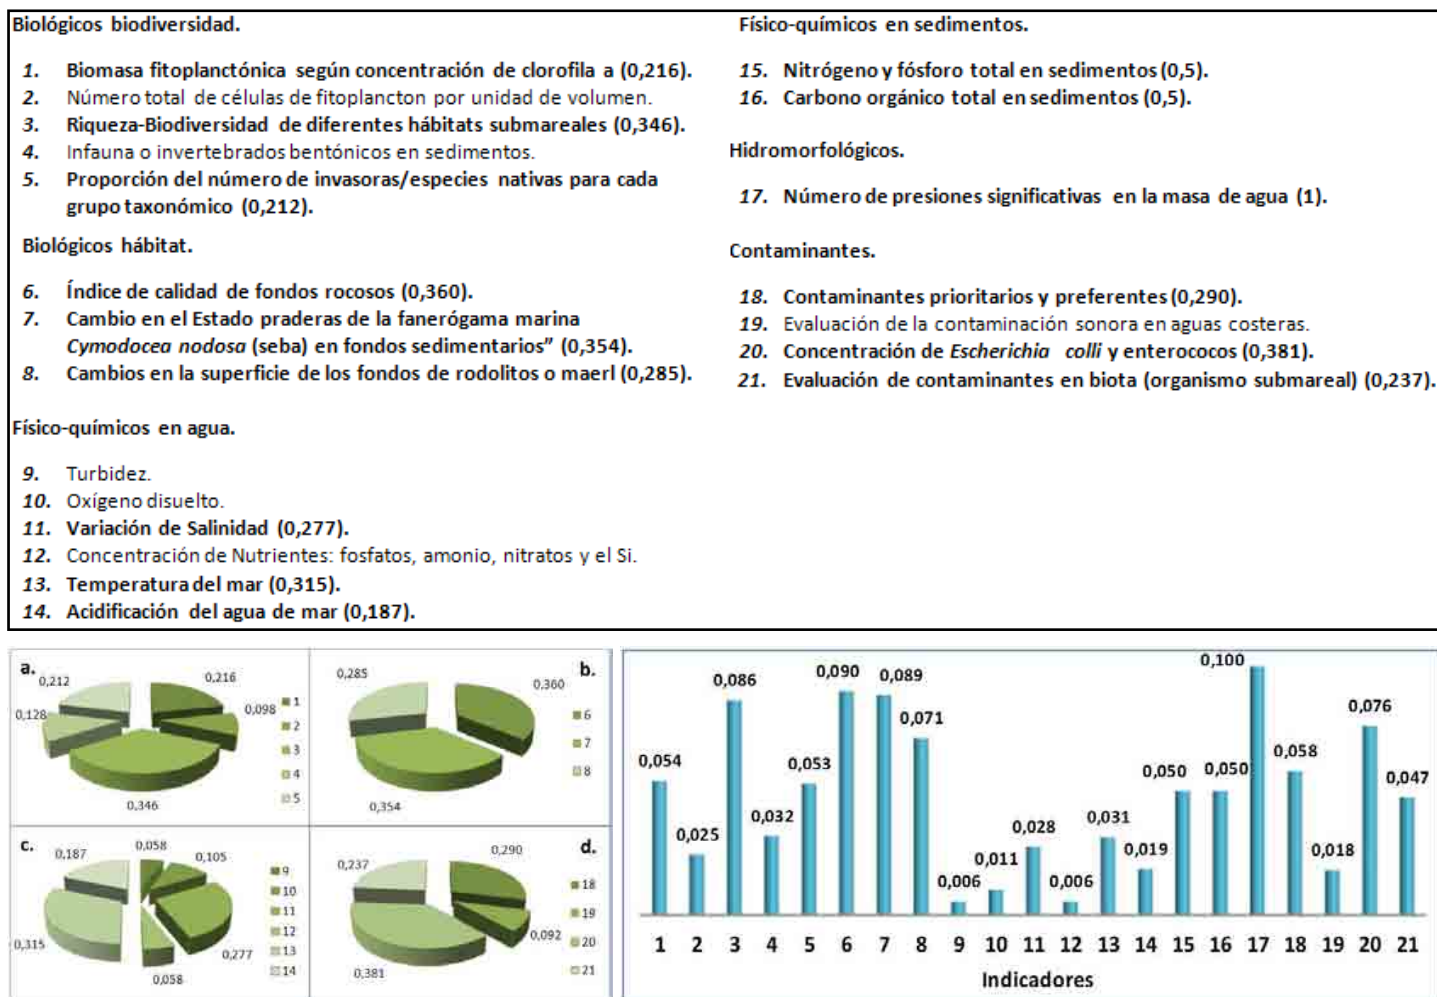 Biológicos biodiversidad.
1. Biomasa fitoplanctónica según concentración de clorofila a (0,216).
2. Número total de células de fitoplancton por unidad de volumen.
3. Riqueza-Biodiversidad de diferentes hábitats submareales (0,346).
4. Infauna o invertebrados bentónicos en sedimentos.
5. Proporción del número de invasoras/especies nativas para cada
grupo taxonómico (0,212).
Biológicos hábitat.
6. Índice de calidad de fondos rocosos (0,360).
7. Cambio en el Estado praderas de la fanerógama marina
Cymodocea nodosa (seba) en fondos sedimentarios” (0,354).
8. Cambios en la superficie de los fondos de rodolitos o maerl (0,285).
Físico-químicos en agua.
9. Turbidez.
10. Oxígeno disuelto.
11. Variación de Salinidad (0,277).
12. Concentración de Nutrientes: fosfatos, amonio, nitratos y el Si.
13. Temperatura del mar (0,315).
14. Acidificación del agua de mar (0,187).
Físico-químicos en sedimentos.
15. Nitrógeno y fósforo total en sedimentos (0,5).
16. Carbono orgánico total en sedimentos (0,5).
Hidromorfológicos.
17. Número de presiones significativas en la masa de agua (1).
Contaminantes.
18. Contaminantes prioritarios y preferentes (0,290).
19. Evaluación de la contaminación sonora en aguas costeras.
20. Concentración de Escherichia colli y enterococos (0,381).
21. Evaluación de contaminantes en biota (organismo submareal) (0,237).
a.
0,212
0,216
0,128
0,098
0,346
1
2
3
4
5
b.
0,285
0,360
0,354
6
7
8
c.
0,187
0,058
0,105
0,315
0,277
0,058
9
10
11
12
13
14
d.
0,237
0,290
0,092
0,381
18
19
20
21
0,054
0,025
0,086
0,032
0,053
0,090
0,089
0,071
0,006
0,011
0,028
0,006
0,031
0,019
0,050
0,050
0,100
0,058
0,018
0,076
0,047
1 2 3 4 5 6 7 8 9 10 11 12 13 14 15 16 17 18 19 20 21
Indicadores